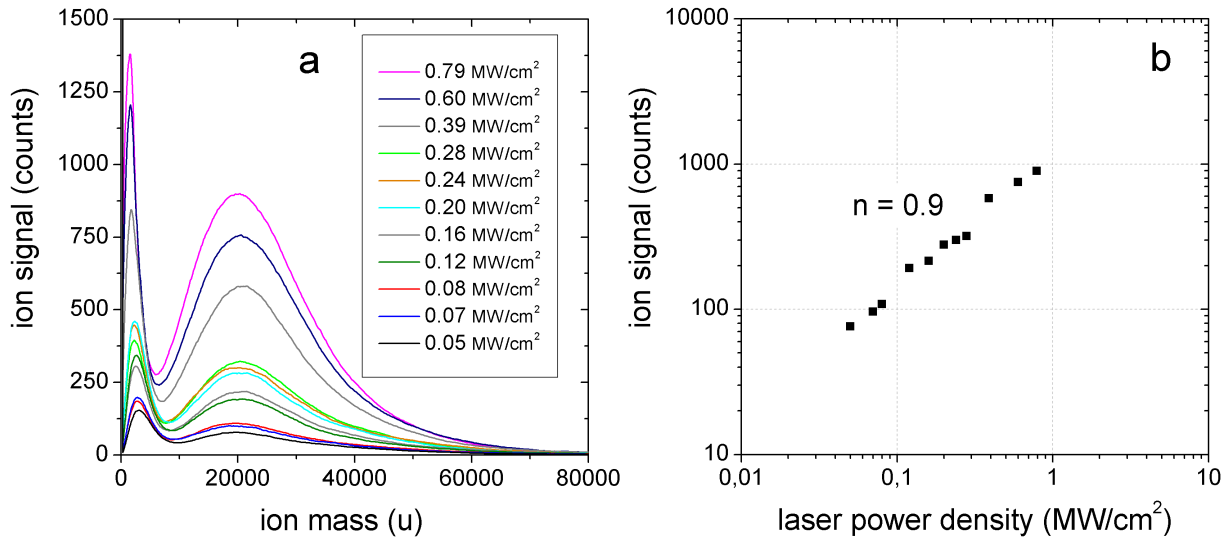 a
0.79 MW/cm²
0.60 MW/cm²
0.39 MW/cm²
0.28 MW/cm²
0.24 MW/cm²
0.20 MW/cm²
0.16 MW/cm²
0.12 MW/cm²
0.08 MW/cm²
0.07 MW/cm²
0.05 MW/cm²
ion signal (counts)
1500
1250
1000
750
500
250
0
0 20000 40000 60000 80000
ion mass (u)
b
n = 0.9
ion signal (counts)
10000
1000
100
10
0,01 0,1 1 10
laser power density (MW/cm²)